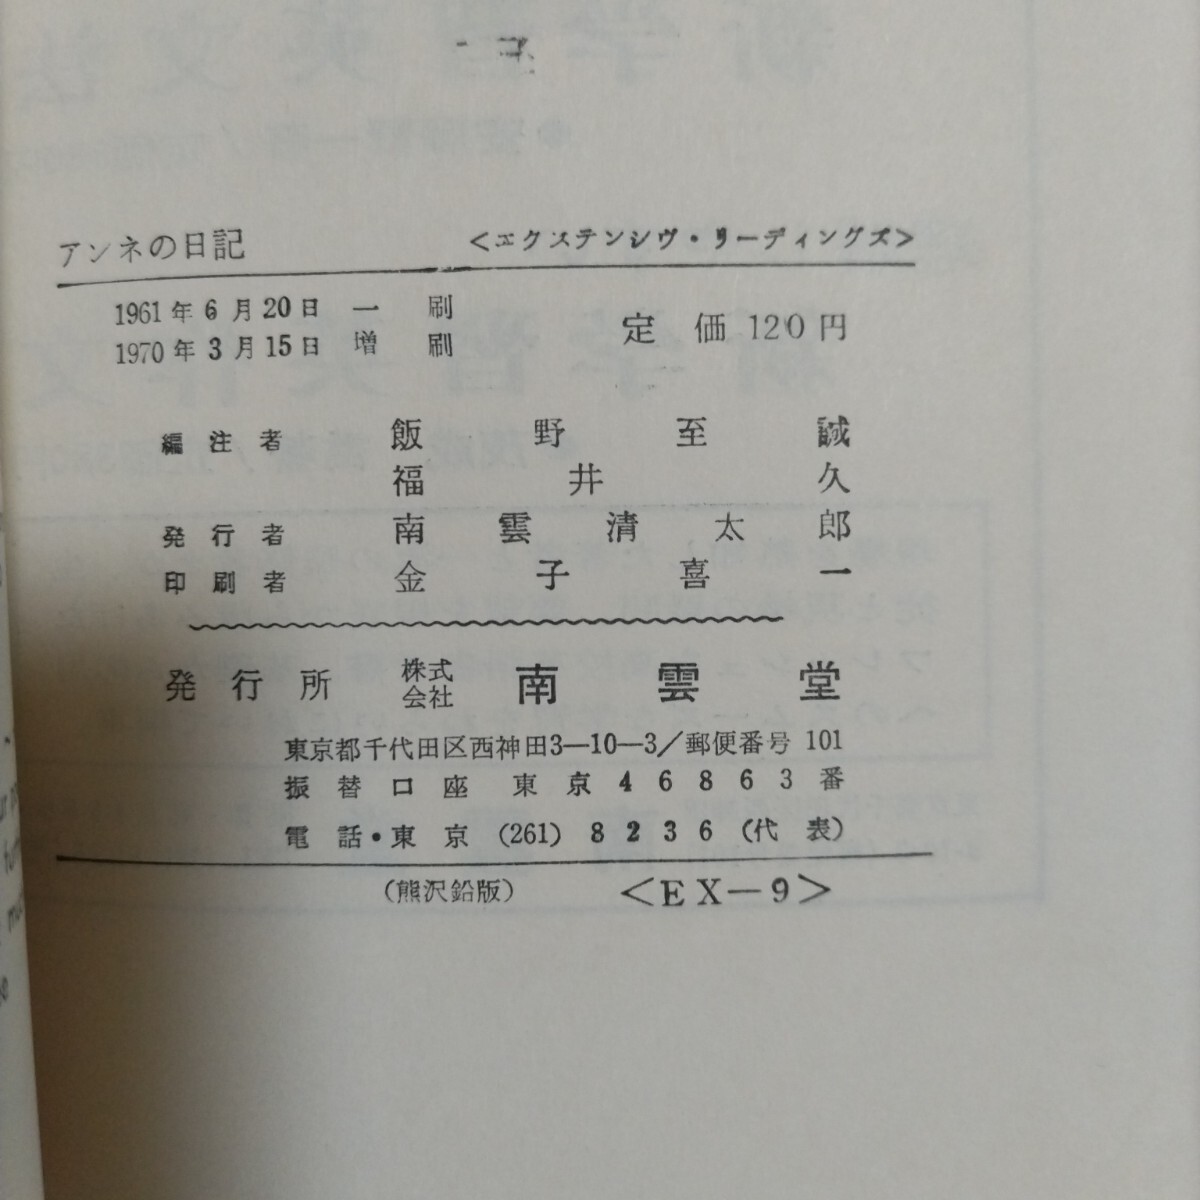 アンネの日記 <エクステンシヴ・リーディングズ>
1961年6月20日 一刷
1970年3月15日 増刷
定価 120円
編注者 飯野至誠
福井久
発行者 南雲清太郎
印刷者 金子喜一
発行所 株式会社 南雲堂
東京都千代田区西神田3—10—3/郵便番号 101
振替口座 東京46863番
電話・東京 (261) 8236 (代表)
(熊沢鉛版) <EX—9>